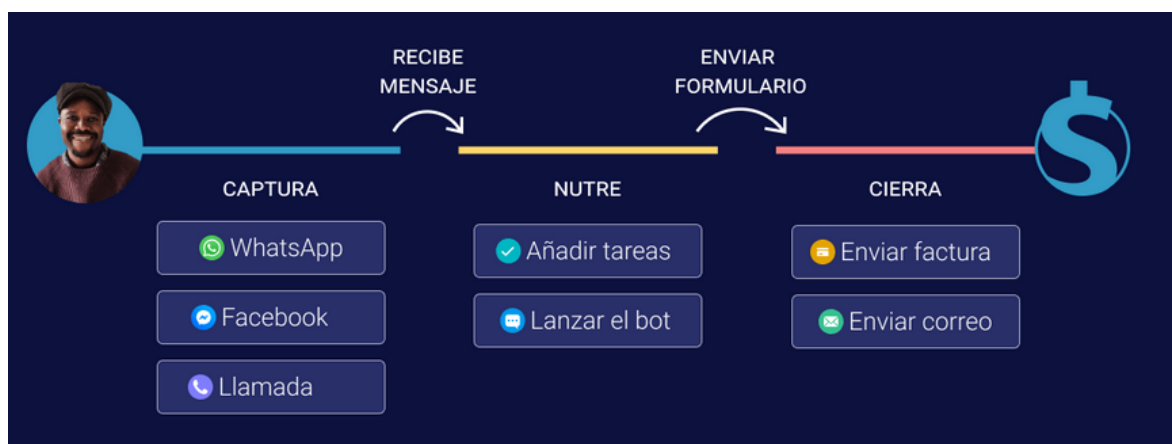 RECIBE
MENSAJE
ENVIAR
FORMULARIO
$
CAPTURA
NUTRE
CIERRA
WhatsApp
Añadir tareas
Enviar factura
Facebook
Lanzar el bot
Enviar correo
Llamada